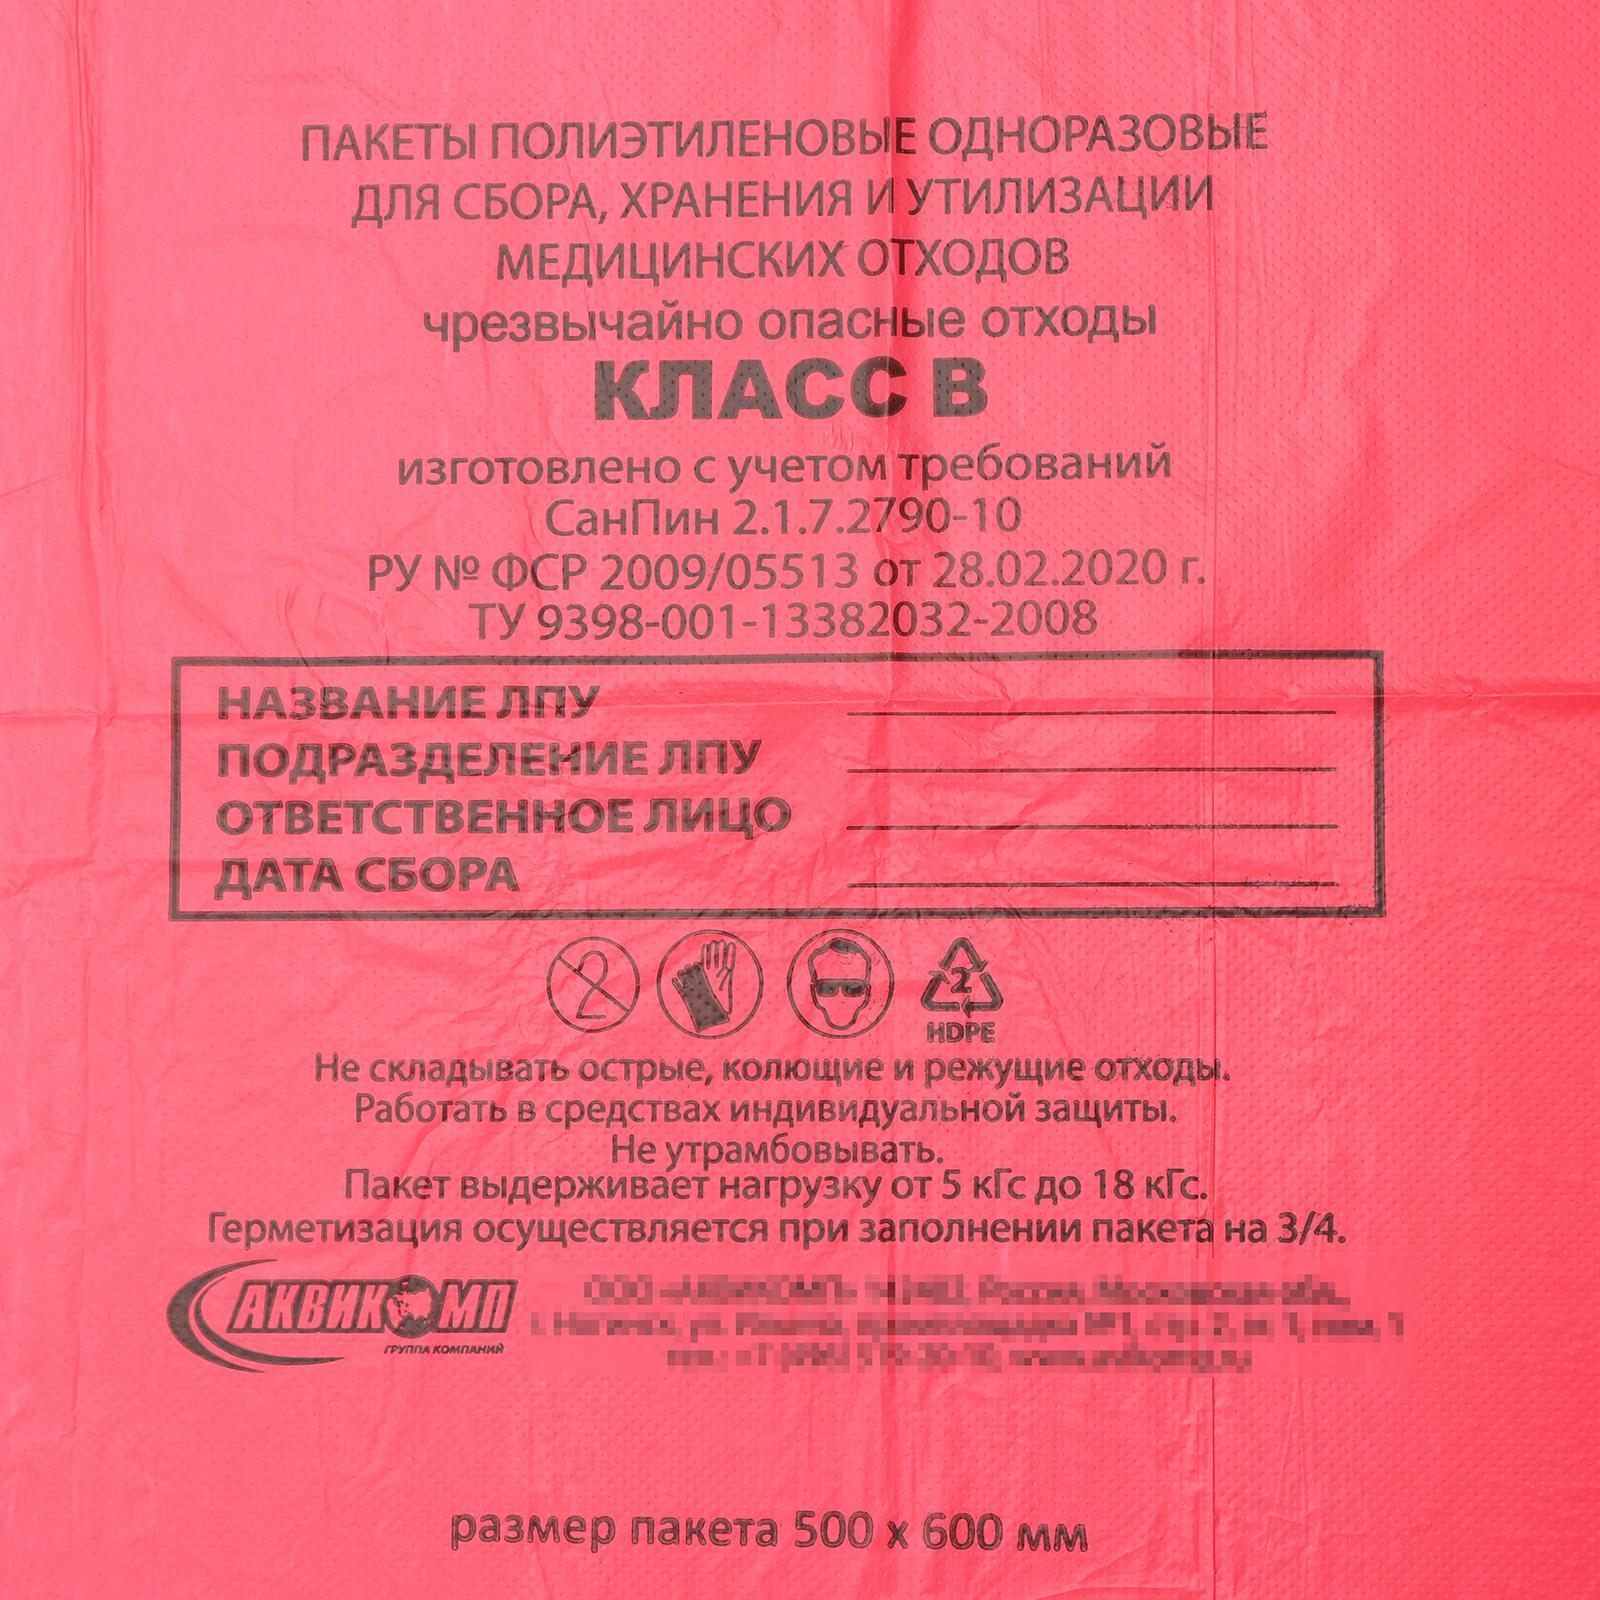 ПАКЕТЫ ПОЛИЭТИЛЕНОВЫЕ ОДНОРАЗОВЫЕ
ДЛЯ СБОРА, ХРАНЕНИЯ И УТИЛИЗАЦИИ
МЕДИЦИНСКИХ ОТХОДОВ
чрезвычайно опасные отходы
КЛАСС В
изготовлено с учетом требований
СанПин 2.1.7.2790-10
РУ № ФСР 2009/05513 от 28.02.2020 г.
ТУ 9398-001-13382032-2008
НАЗВАНИЕ ЛПУ
ПОДРАЗДЕЛЕНИЕ ЛПУ
ОТВЕТСТВЕННОЕ ЛИЦО
ДАТА СБОРА
2
2
HDPE
Не складывать острые, колющие и режущие отходы.
Работать в средствах индивидуальной защиты.
Не утрамбовывать.
Пакет выдерживает нагрузку от 5 кГс до 18 кГс.
Герметизация осуществляется при заполнении пакета на 3/4.
АКВИКОМП
ГРУППА КОМПАНИЙ
размер пакета 500 x 600 мм